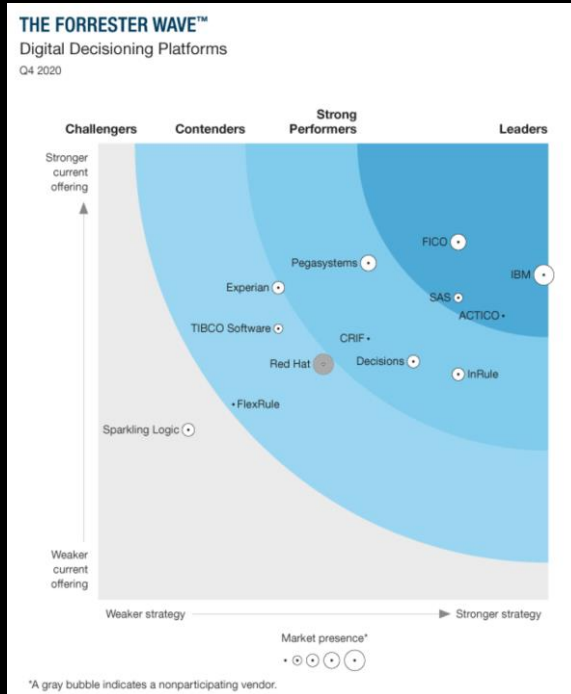 THE FORRESTER WAVE™
Digital Decisioning Platforms
Q4 2020
Challengers
Contenders
Strong
Performers
Leaders
Stronger
current
offering
FICO
Pegasystems
IBM
Experian
SAS
ACTICO
TIBCO Software
CRIF
Red Hat
Decisions
InRule
FlexRule
Sparkling Logic
Weaker
current
offering
Weaker strategy
Stronger strategy
Market presence*
*A gray bubble indicates a nonparticipating vendor.